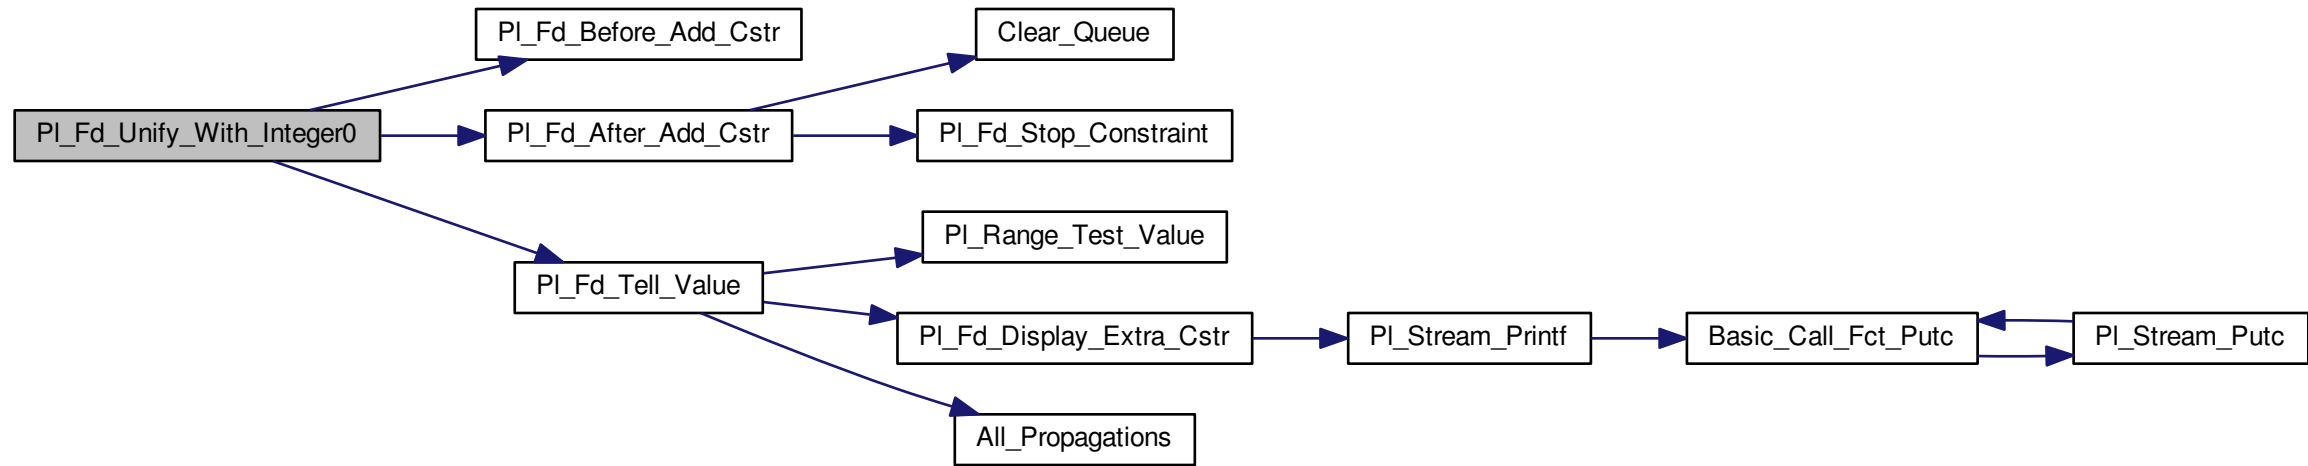 Pl_Fd_Before_Add_Cstr
Clear_Queue
Pl_Fd_Unify_With_Integer0
Pl_Fd_After_Add_Cstr
Pl_Fd_Stop_Constraint
Pl_Range_Test_Value
Pl_Fd_Tell_Value
Pl_Fd_Display_Extra_Cstr
Pl_Stream_Printf
Basic_Call_Fct_Putc
Pl_Stream_Putc
All_Propagations